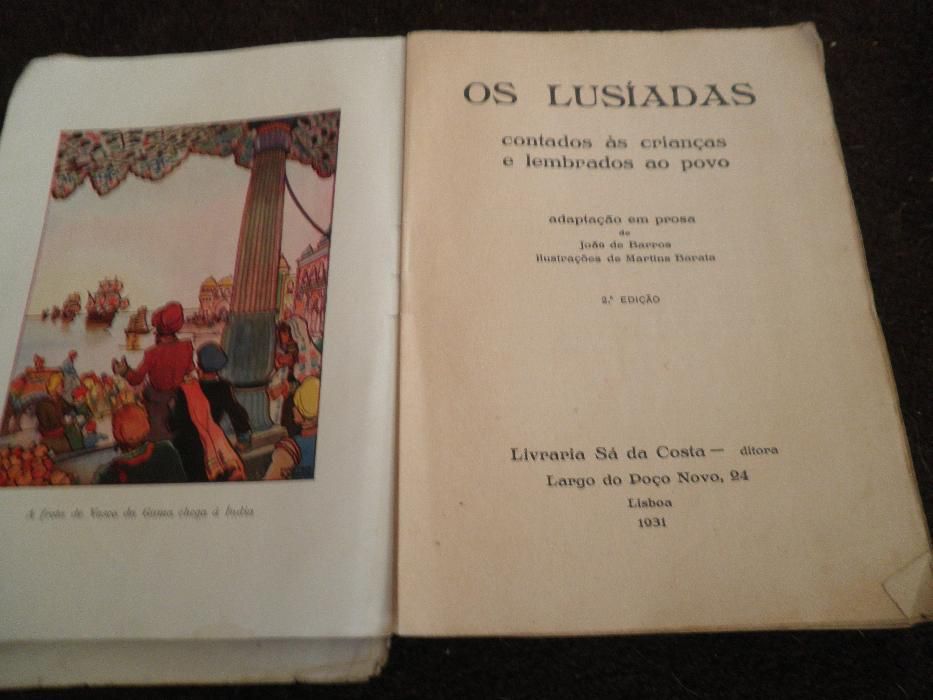 A frota de Vasco da Gama chega à Índia
OS LUSÍADAS
contados às crianças
e lembrados ao povo
adaptação em prosa
de
João de Barros
ilustrações de Martins Barata
2.ª EDIÇÃO
Livraria Sá da Costa — ditora
Largo do Poço Novo, 24
Lisboa
1931